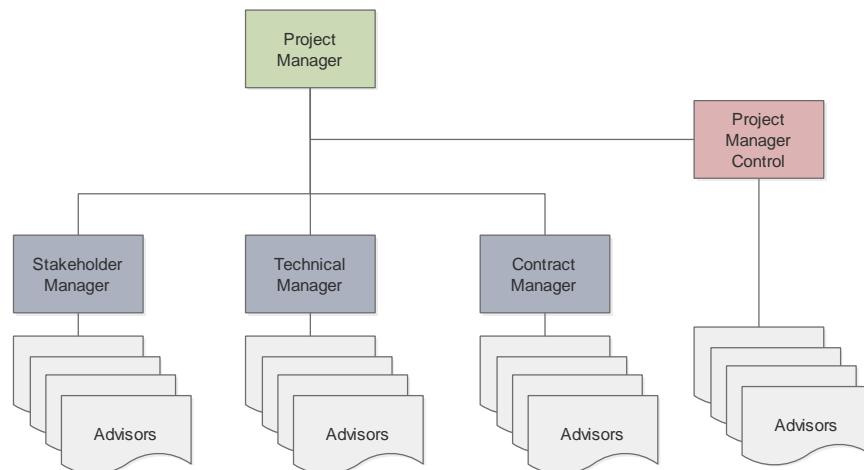 Project
Manager
Project
Manager
Control
Stakeholder
Manager
Technical
Manager
Contract
Manager
Advisors
Advisors
Advisors
Advisors